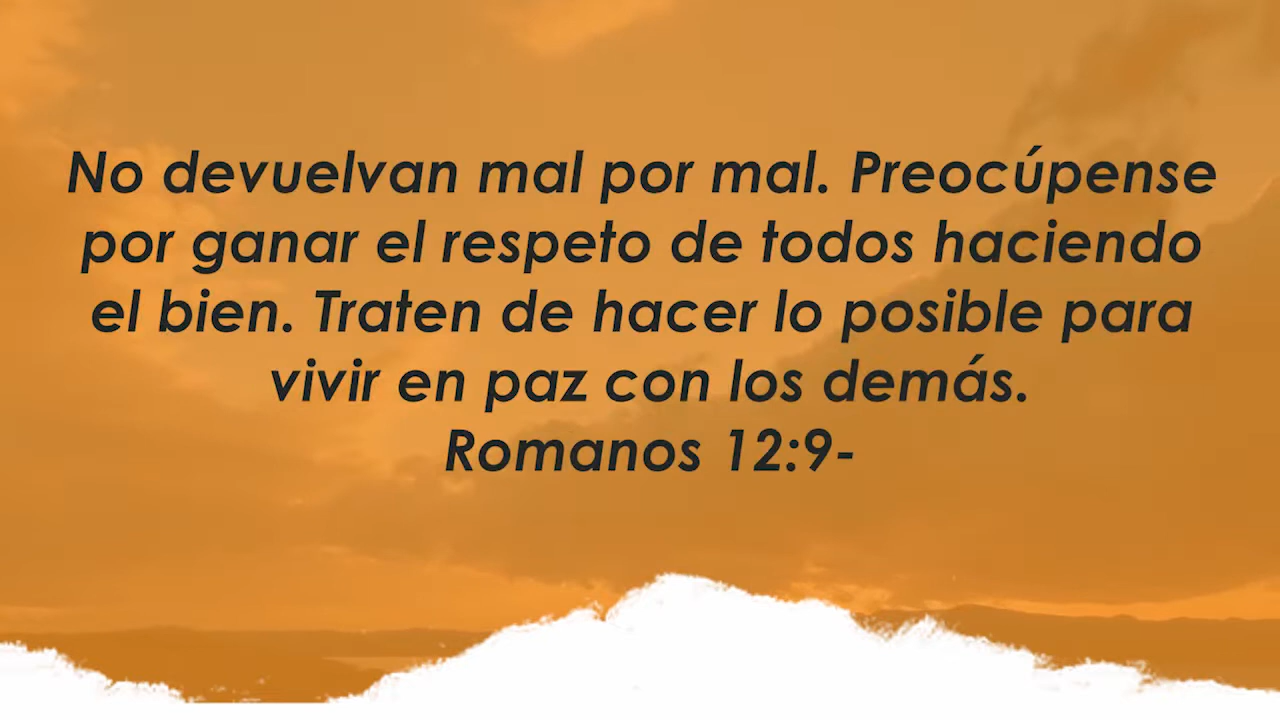 No devuelvan mal por mal. Preocúpense
por ganar el respeto de todos haciendo
el bien. Traten de hacer lo posible para
vivir en paz con los demás.
Romanos 12:9-